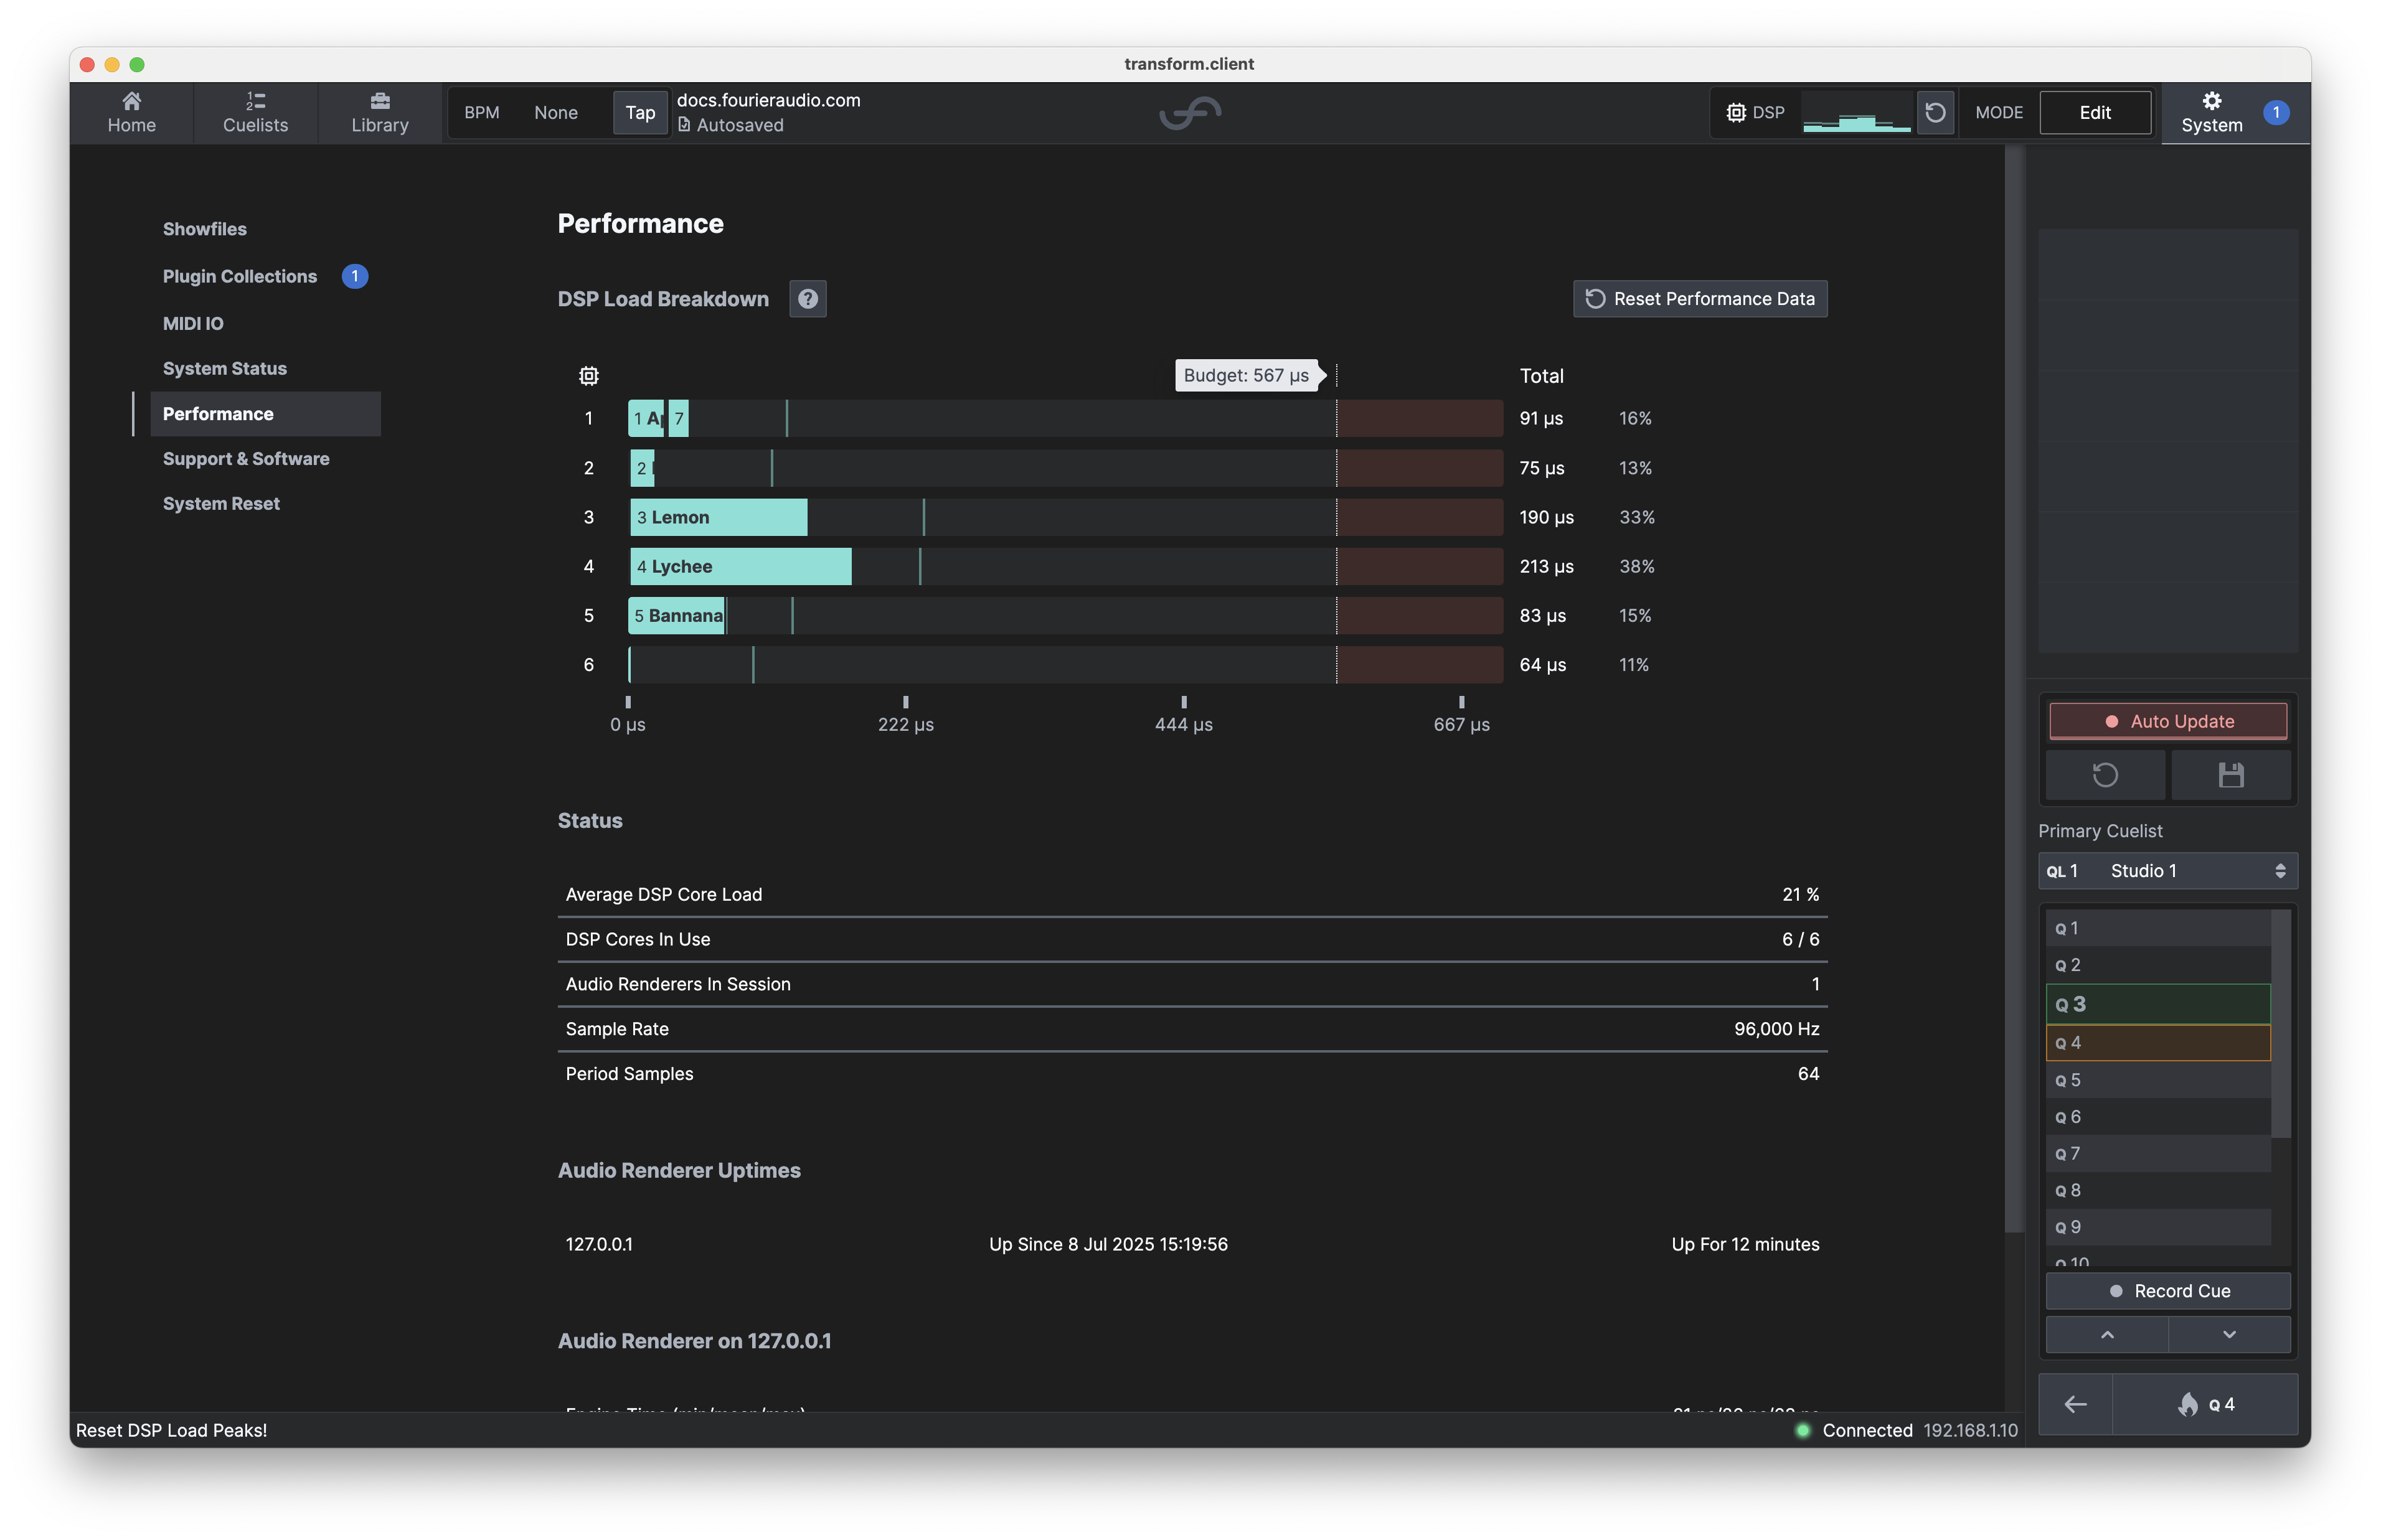 transform.client
Home
Cuelists
Library
BPM None Tap
docs.fourieraudio.com
Autosaved
DSP
MODE Edit
System 1
Showfiles
Plugin Collections 1
MIDI IO
System Status
Performance
Support & Software
System Reset
Performance
DSP Load Breakdown ?
Reset Performance Data
Budget: 567 µs
Total
1 1 7 91 µs 16%
2 2 75 µs 13%
3 3 Lemon 190 µs 33%
4 4 Lychee 213 µs 38%
5 5 Bannana 83 µs 15%
6 64 µs 11%
0 µs 222 µs 444 µs 667 µs
Status
Average DSP Core Load 21 %
DSP Cores In Use 6 / 6
Audio Renderers In Session 1
Sample Rate 96,000 Hz
Period Samples 64
Audio Renderer Uptimes
127.0.0.1 Up Since 8 Jul 2025 15:19:56 Up For 12 minutes
Audio Renderer on 127.0.0.1
Auto Update
Primary Cuelist
QL 1 Studio 1
Q 1
Q 2
Q 3
Q 4
Q 5
Q 6
Q 7
Q 8
Q 9
Q 10
Record Cue
Q 4
Reset DSP Load Peaks!
Connected 192.168.1.10